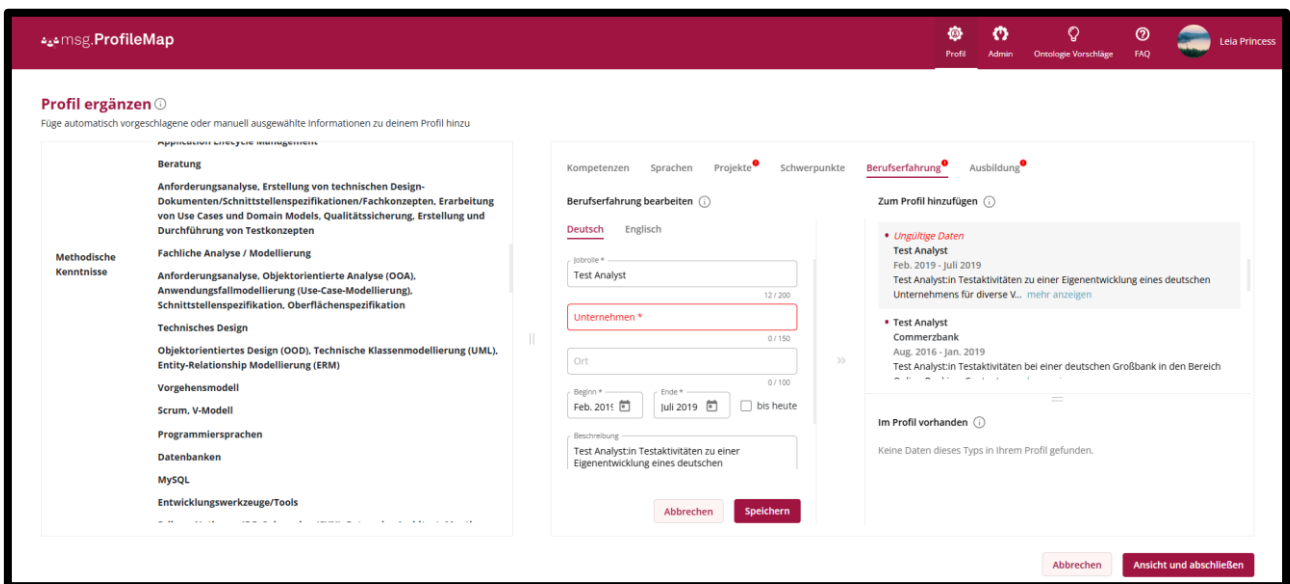 msg.ProfileMap
Profil
Admin
Ontologie Vorschläge
FAQ
Leia Princess
Profil ergänzen
Füge automatisch vorgeschlagene oder manuell ausgewählte Informationen zu deinem Profil hinzu
Application Lifecycle Management
Beratung
Anforderungsanalyse, Erstellung von technischen Design-
Dokumenten/Schnittstellenspezifikationen/Fachkonzepten, Erarbeitung
von Use Cases und Domain Models, Qualitätssicherung, Erstellung und
Durchführung von Testkonzepten
Methodische
Kenntnisse
Fachliche Analyse / Modellierung
Anforderungsanalyse, Objektorientierte Analyse (OOA),
Anwendungsfallmodellierung (Use-Case-Modellierung),
Schnittstellenspezifikation, Oberflächenspezifikation
Technisches Design
Objektorientiertes Design (OOD), Technische Klassenmodellierung (UML),
Entity-Relationship Modellierung (ERM)
Vorgehensmodell
Scrum, V-Modell
Programmiersprachen
Datenbanken
MySQL
Entwicklungswerkzeuge/Tools
Kompetenzen
Sprachen
Projekte
Schwerpunkte
Berufserfahrung
Ausbildung
Berufserfahrung bearbeiten
Deutsch
Englisch
Jobrolle *
Test Analyst
12 / 200
Unternehmen *
0 / 150
Ort
0 / 100
Beginn *
Feb. 2019
Ende *
Juli 2019
bis heute
Beschreibung
Test Analyst:in Testaktivitäten zu einer
Eigenentwicklung eines deutschen
Abbrechen
Speichern
Zum Profil hinzufügen
Ungültige Daten
Test Analyst
Feb. 2019 - Juli 2019
Test Analyst:in Testaktivitäten zu einer Eigenentwicklung eines deutschen
Unternehmens für diverse V... mehr anzeigen
Test Analyst
Commerzbank
Aug. 2016 - Jan. 2019
Test Analyst:in Testaktivitäten bei einer deutschen Großbank in den Bereich
Im Profil vorhanden
Keine Daten dieses Typs in Ihrem Profil gefunden.
Abbrechen
Ansicht und abschließen